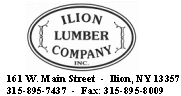 ILION
LUMBER
COMPANY
INC.
161 W. Main Street - Ilion, NY 13357
315-895-7437 - Fax: 315-895-8009